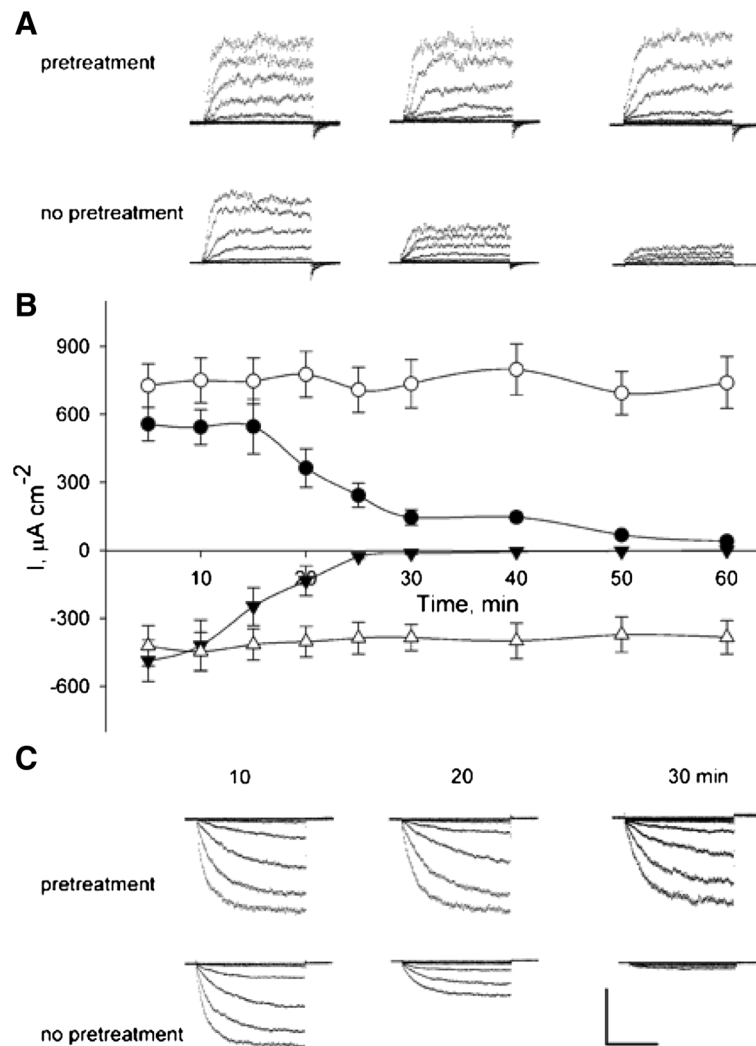 A
pretreatment
no pretreatment
B
900
600
300
0
-300
-600
I, µA cm-2
10 20 30 40 50 60
Time, min
C
10 20 30 min
pretreatment
no pretreatment